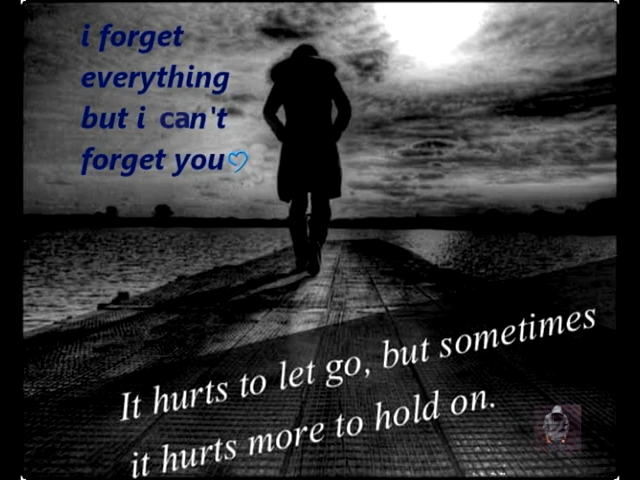 i forget
everything
but i can't
forget you♡
It hurts to let go, but sometimes
it hurts more to hold on.